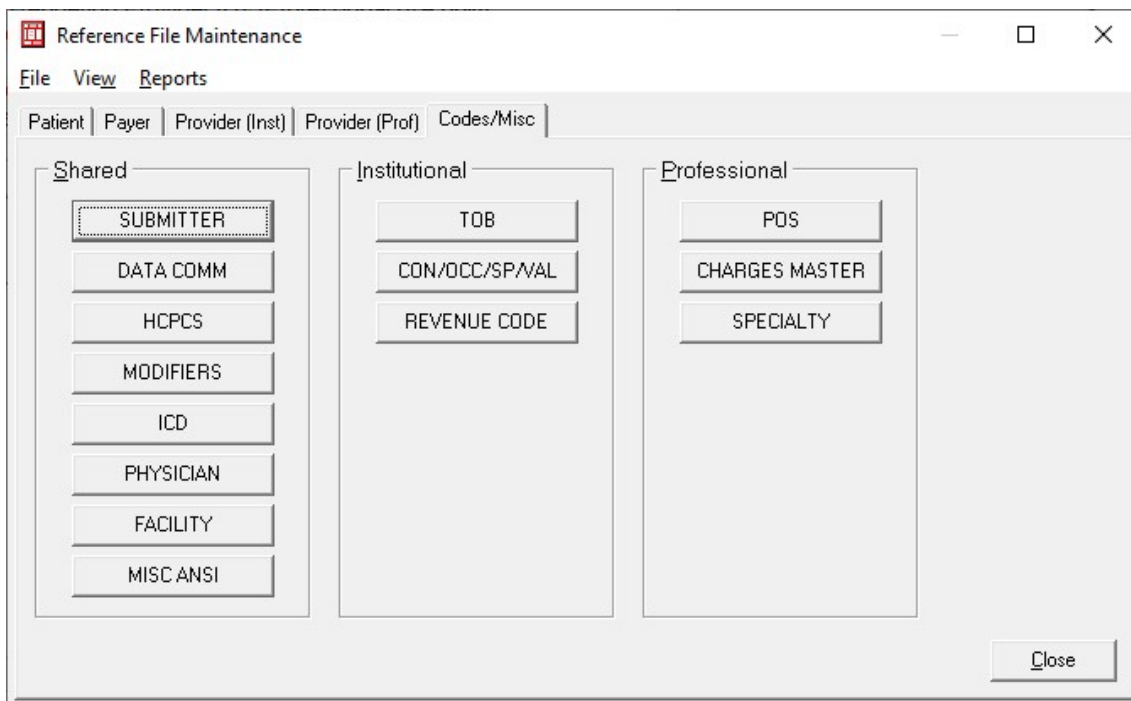 Reference File Maintenance
File View Reports
Patient Payer Provider (Inst) Provider (Prof) Codes/Misc
Shared
SUBMITTER
DATA COMM
HCPCS
MODIFIERS
ICD
PHYSICIAN
FACILITY
MISC ANSI
Institutional
TOB
CON/OCC/SP/VAL
REVENUE CODE
Professional
POS
CHARGES MASTER
SPECIALTY
Close